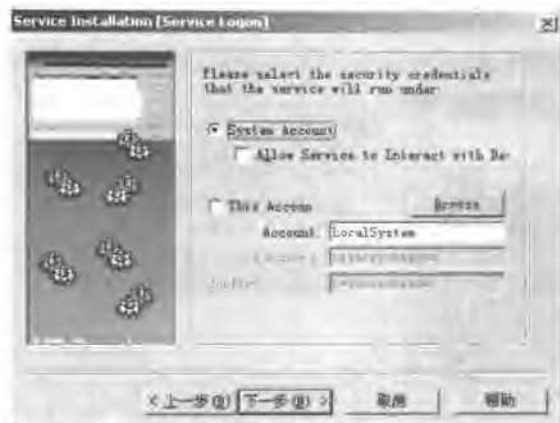 Service Installation [Service Logon]
Please select the security credentials
that the service will run under
System Account
Allow Service to Interact with De
This Accoun
Browse
Account:
LocalSystem
<上一步(B)
下一步(N) >
取消
帮助